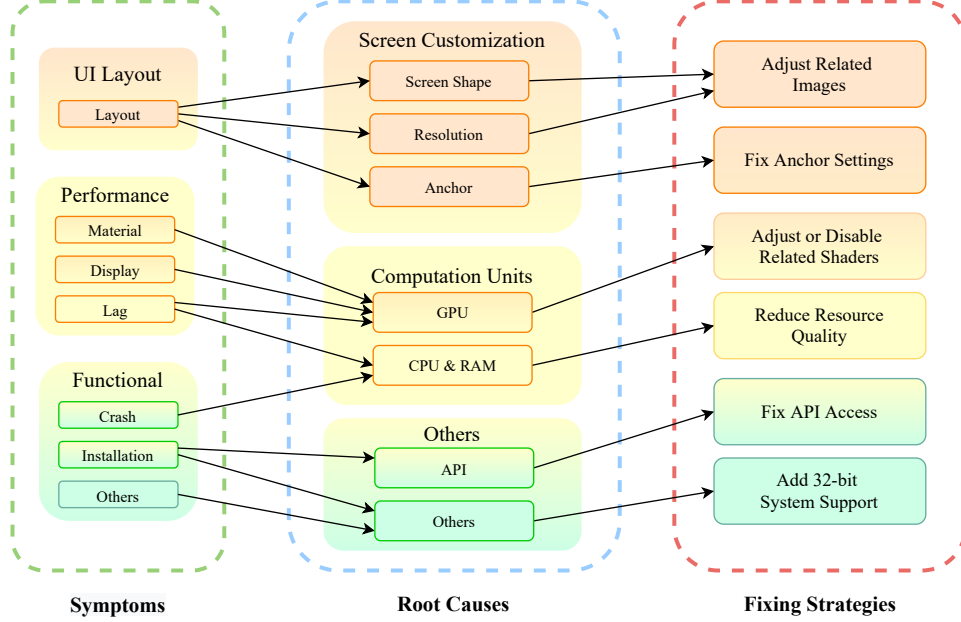 UI Layout
Layout
Performance
Material
Display
Lag
Functional
Crash
Installation
Others
Symptoms
Screen Customization
Screen Shape
Resolution
Anchor
Computation Units
GPU
CPU & RAM
Others
API
Others
Root Causes
Adjust Related
Images
Fix Anchor Settings
Adjust or Disable
Related Shaders
Reduce Resource
Quality
Fix API Access
Add 32-bit
System Support
Fixing Strategies